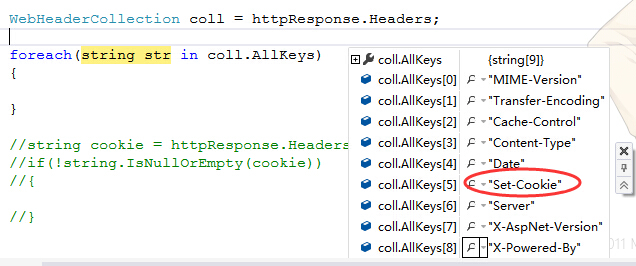 WebHeaderCollection coll = httpResponse.Headers;
foreach(string str in coll.AllKeys)
{
}
//string cookie = httpResponse.Headers
//if(!string.IsNullOrEmpty(cookie))
//{
//}
coll.AllKeys {string[9]}
coll.AllKeys[0] "MIME-Version"
coll.AllKeys[1] "Transfer-Encoding"
coll.AllKeys[2] "Cache-Control"
coll.AllKeys[3] "Content-Type"
coll.AllKeys[4] "Date"
coll.AllKeys[5] "Set-Cookie"
coll.AllKeys[6] "Server"
coll.AllKeys[7] "X-AspNet-Version"
coll.AllKeys[8] "X-Powered-By"